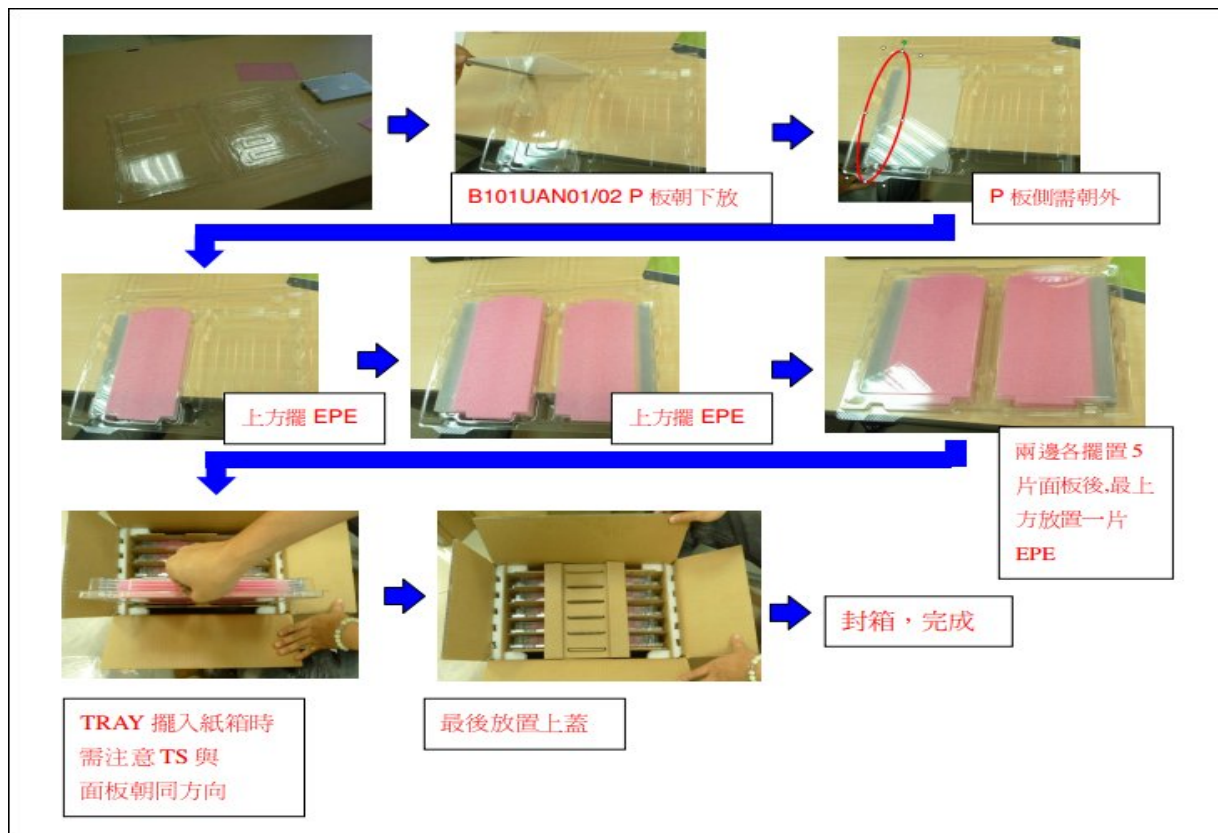 B101UAN01/02 P 板朝下放
P 板側需朝外
上方擺 EPE
上方擺 EPE
兩邊各擺置 5
片面板後,最上
方放置一片
EPE
TRAY 擺入紙箱時
需注意 TS 與
面板朝同方向
最後放置上蓋
封箱，完成